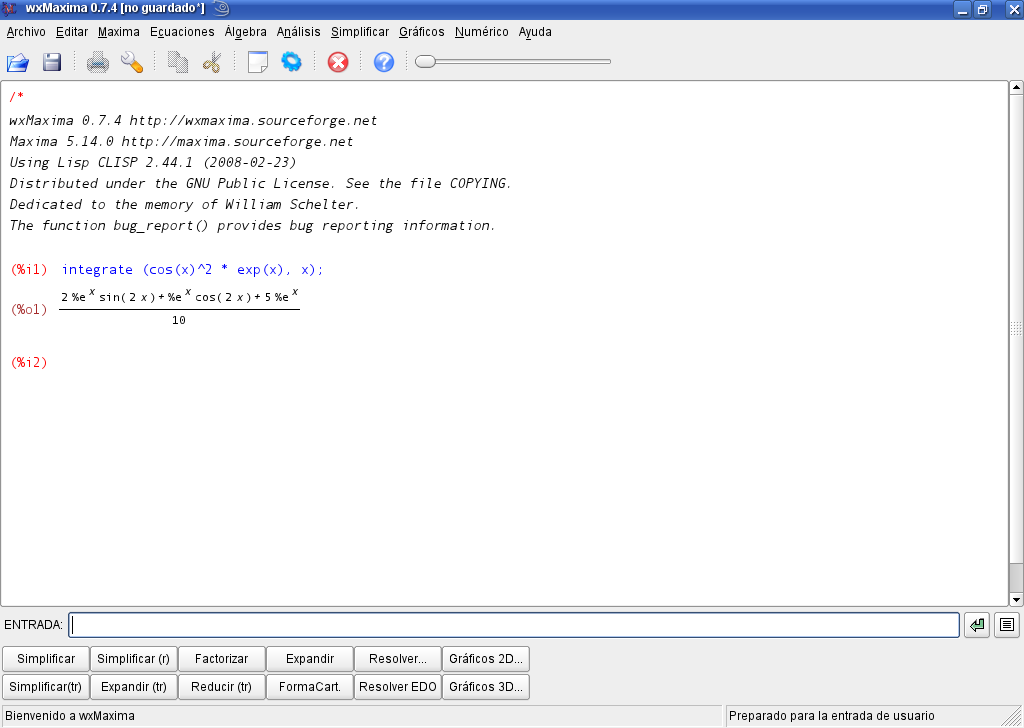 wxMaxima 0.7.4 [no guardado*]
Archivo Editar Maxima Ecuaciones Álgebra Análisis Simplificar Gráficos Numérico Ayuda
/*
wxMaxima 0.7.4 http://wxmaxima.sourceforge.net
Maxima 5.14.0 http://maxima.sourceforge.net
Using Lisp CLISP 2.44.1 (2008-02-23)
Distributed under the GNU Public License. See the file COPYING.
Dedicated to the memory of William Schelter.
The function bug_report() provides bug reporting information.
(%i1) integrate (cos(x)^2 * exp(x), x);
2 %e^x sin( 2 x )+%e^x cos( 2 x )+ 5 %e^x
(%o1)
10
(%i2)
ENTRADA:
Simplificar Simplificar (r) Factorizar Expandir Resolver... Gráficos 2D...
Simplificar(tr) Expandir (tr) Reducir (tr) FormaCart. Resolver EDO Gráficos 3D...
Bienvenido a wxMaxima Preparado para la entrada de usuario